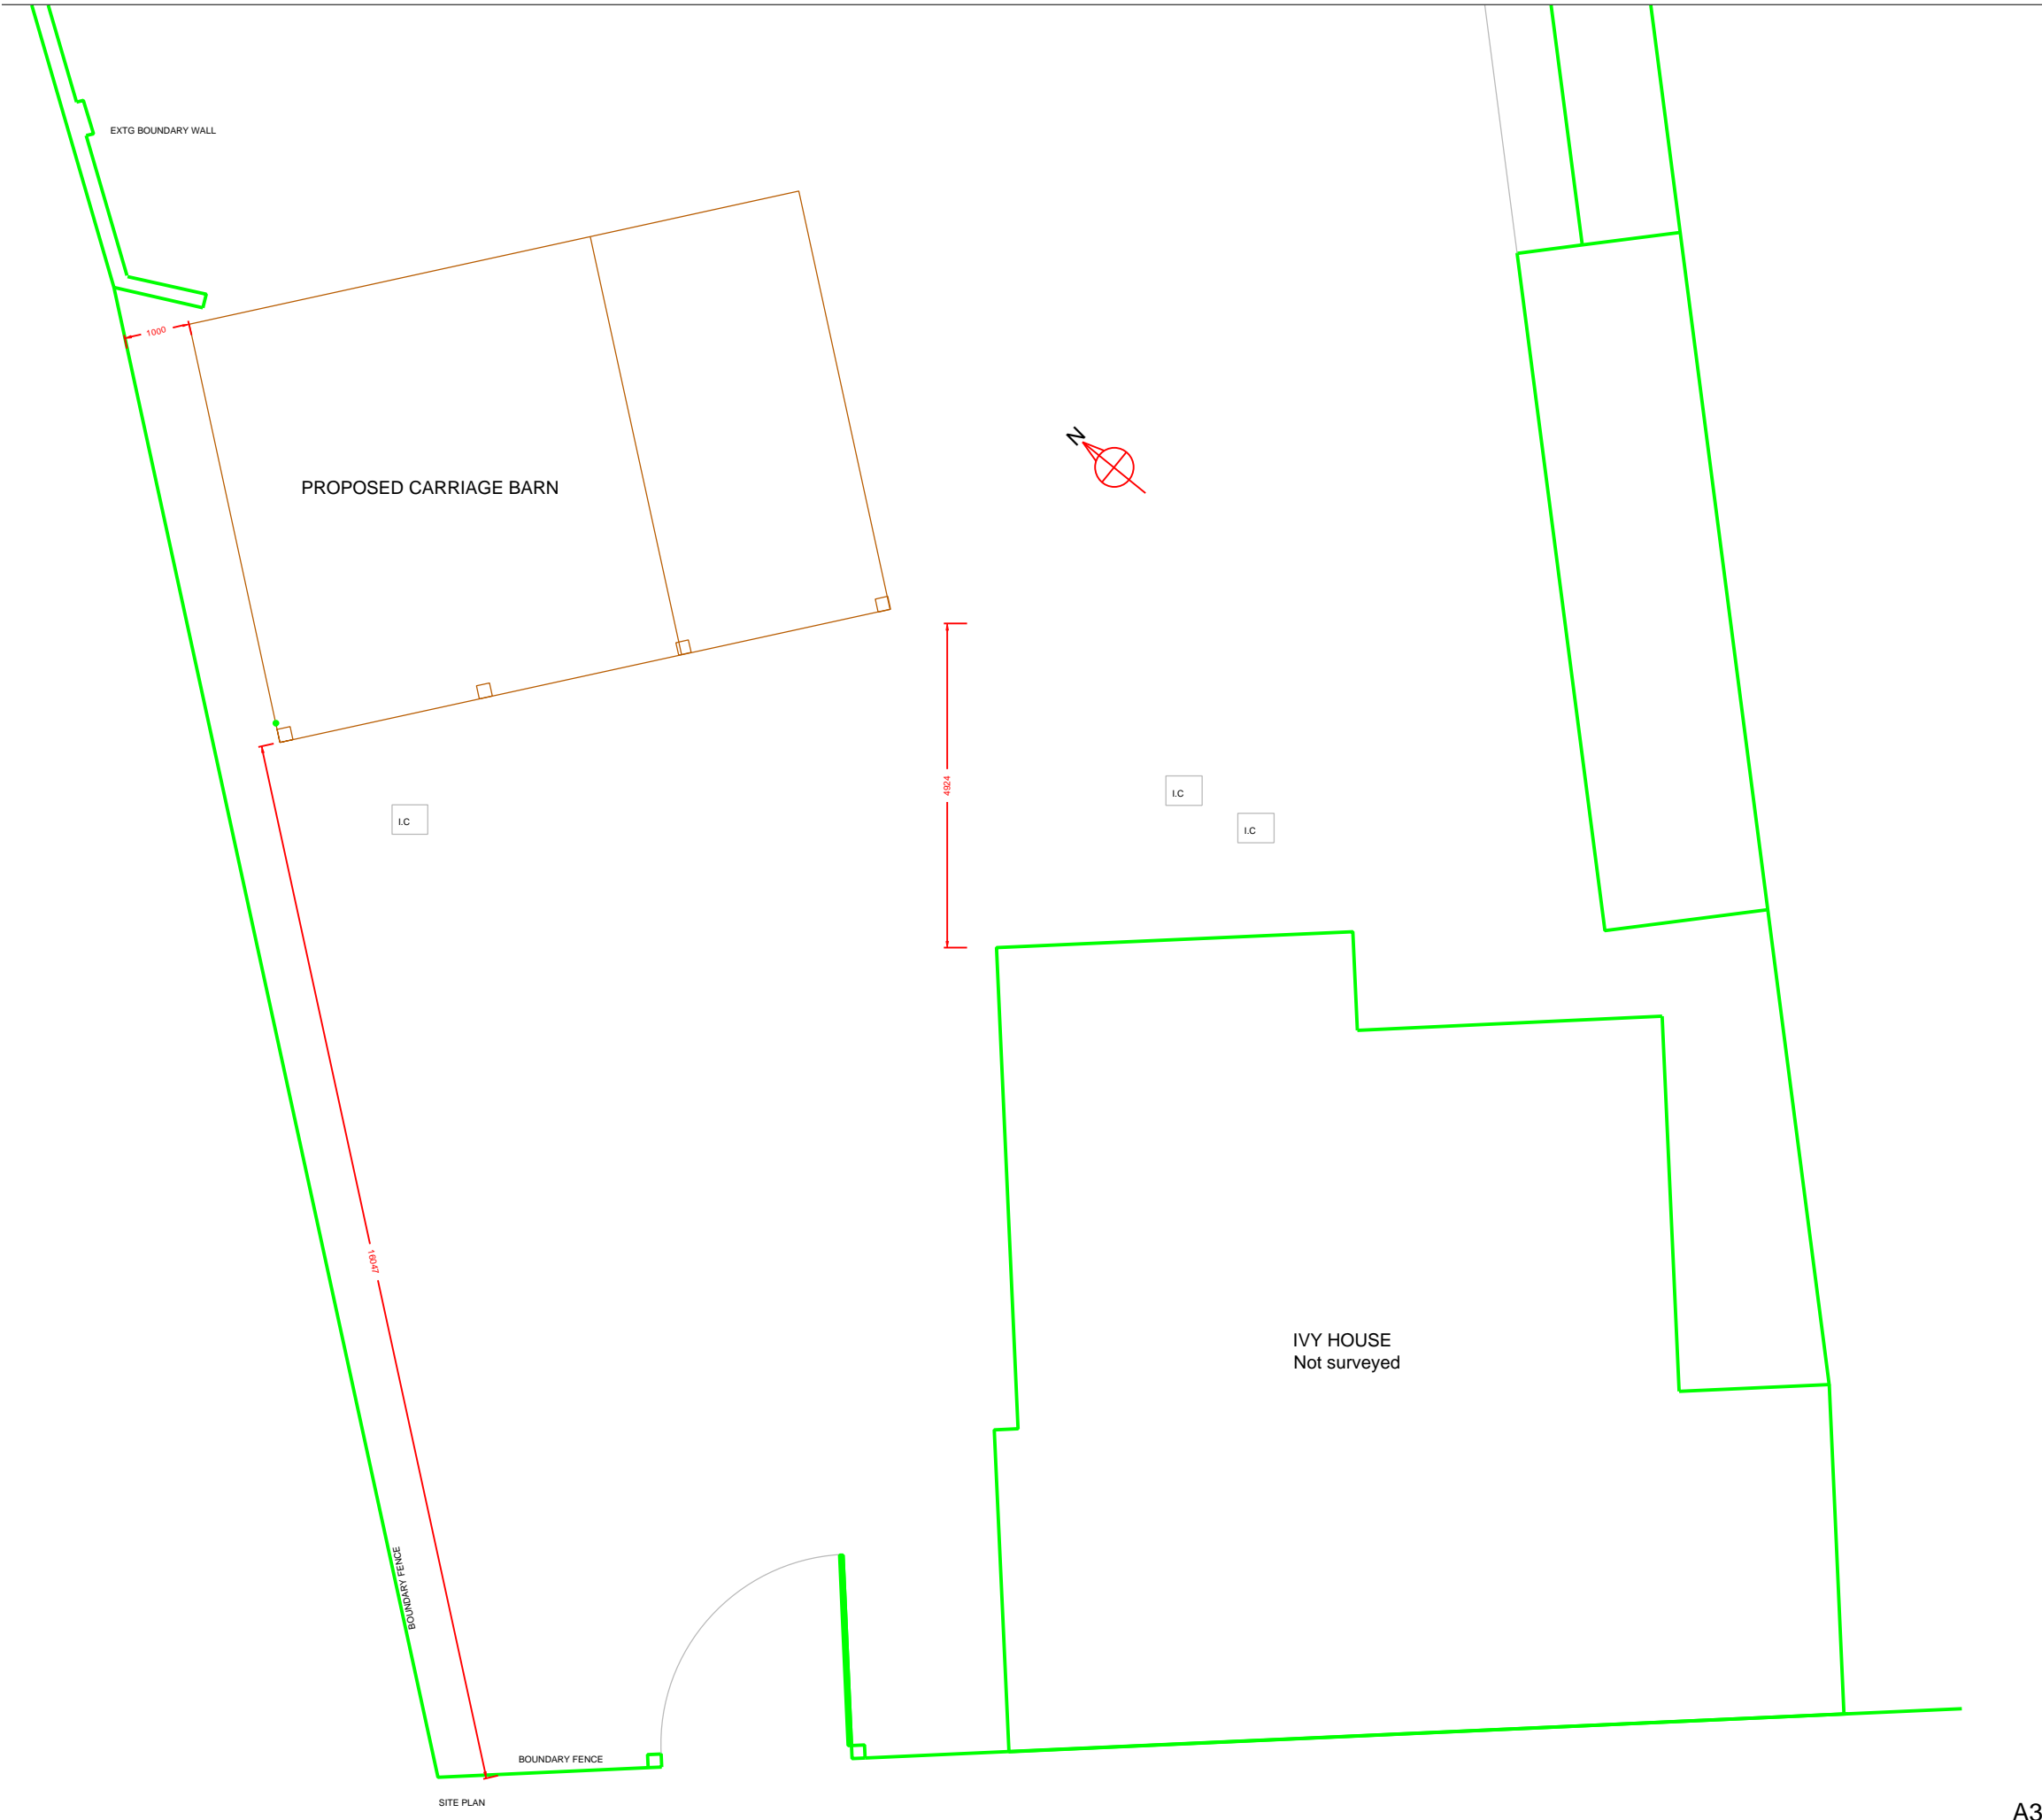 EXTG BOUNDARY WALL
1000
N
PROPOSED CARRIAGE BARN
4924
I.C
I.C
I.C
16047
IVY HOUSE
Not surveyed
BOUNDARY FENCE
BOUNDARY FENCE
SITE PLAN
A3